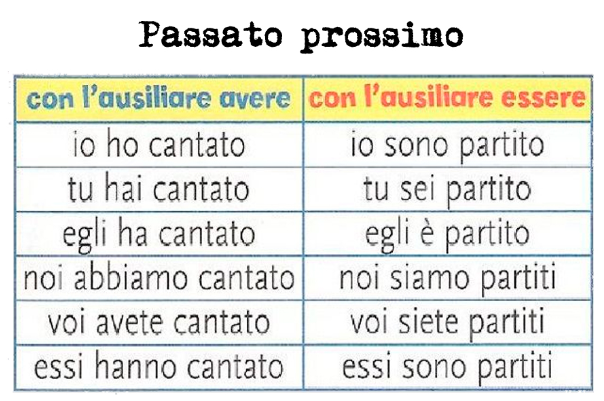 Passato prossimo
con l'ausiliare avere con l'ausiliare essere
io ho cantato io sono partito
tu hai cantato tu sei partito
egli ha cantato egli è partito
noi abbiamo cantato noi siamo partiti
voi avete cantato voi siete partiti
essi hanno cantato essi sono partiti